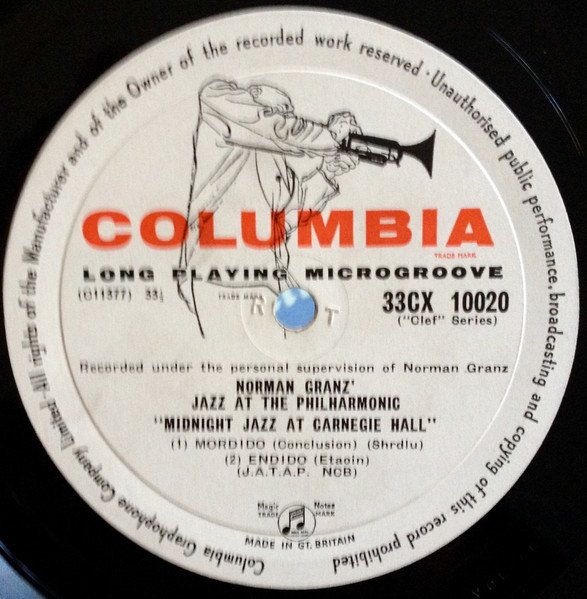 All rights of the Manufacturer and of the Owner of the recorded work reserved · Unauthorised public performance, broadcasting and copying of this record prohibited
COLUMBIA
TRADE MARK
LONG PLAYING MICROGROOVE
(C11377) 33⅓
TRADE MARK
33CX 10020
R T
("Clef" Series)
Recorded under the personal supervision of Norman Granz
NORMAN GRANZ'
JAZZ AT THE PHILHARMONIC
"MIDNIGHT JAZZ AT CARNEGIE HALL"
(1) MORDIDO (Conclusion) (Shrdlu)
(2) ENDIDO (Etaoin)
(J.A.T.A.P. NCB)
Magic Notes
TRADE MARK
MADE IN GT. BRITAIN
Columbia Graphophone Company Limited